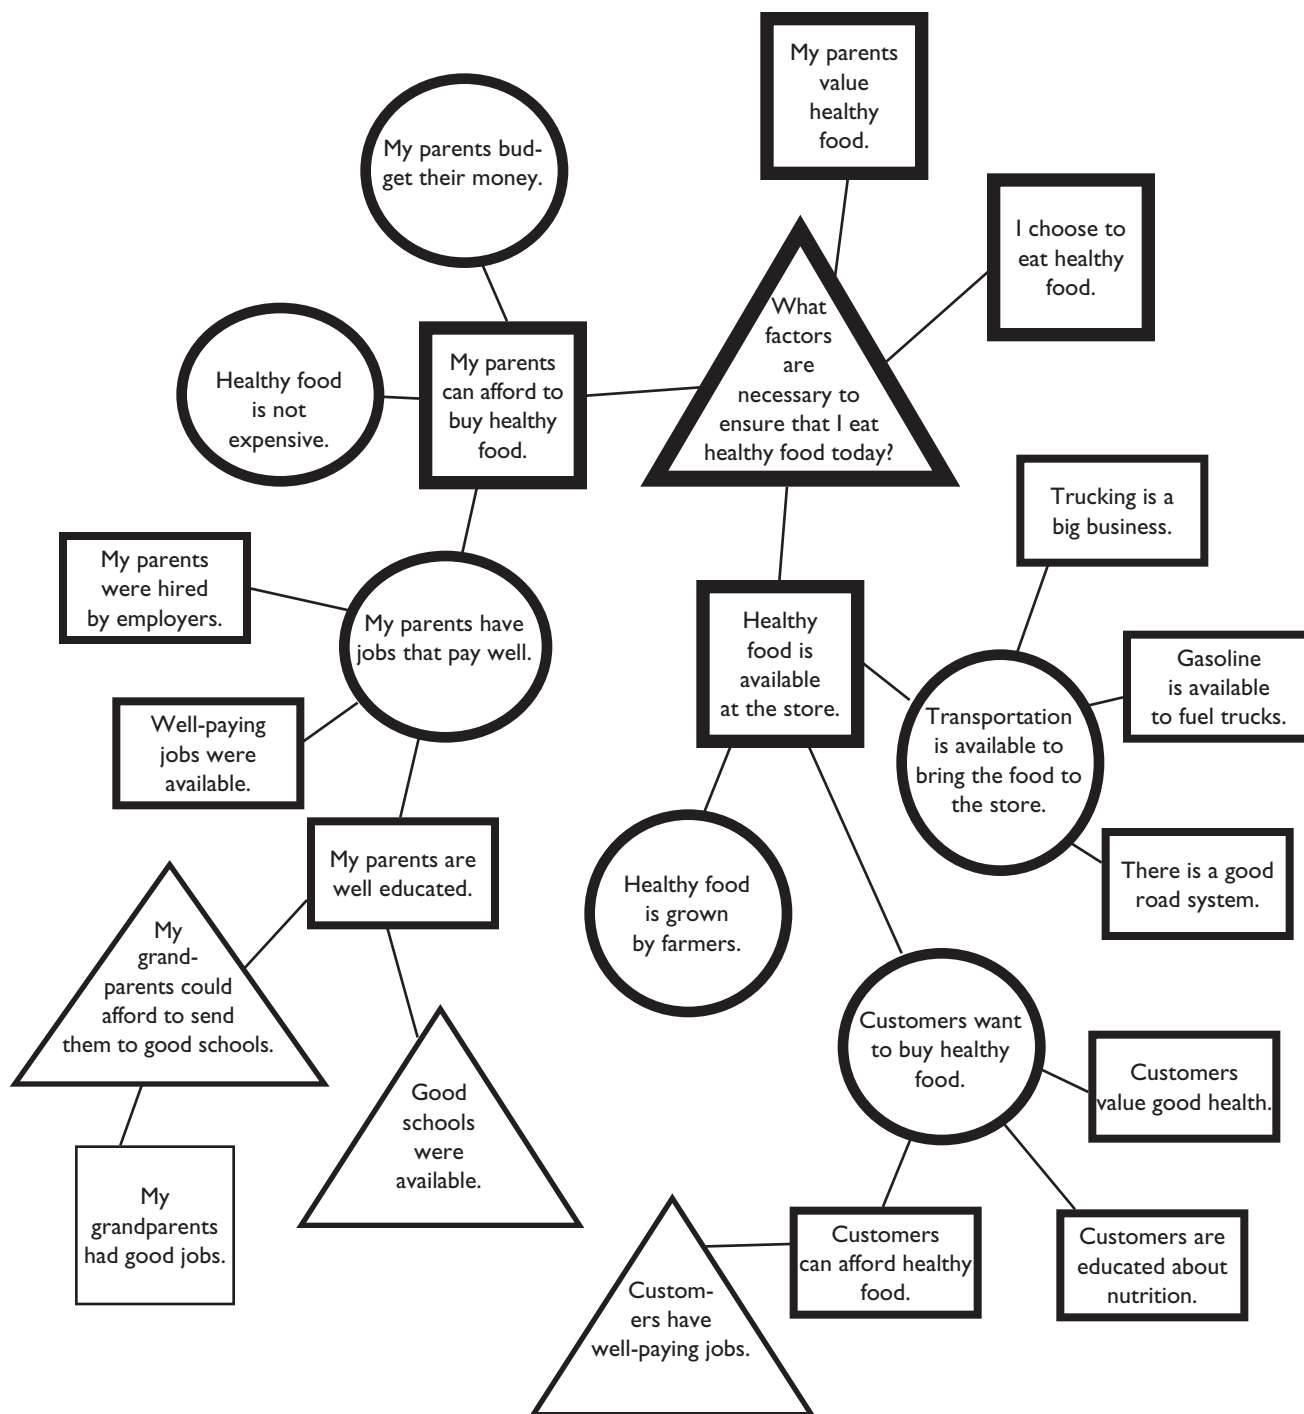 My parents
value
healthy
food.
My parents bud-
get their money.
I choose to
eat healthy
food.
What
factors
are
necessary to
ensure that I eat
healthy food today?
My parents
can afford to
buy healthy
food.
Healthy food
is not
expensive.
Trucking is a
big business.
My parents
were hired
by employers.
My parents have
jobs that pay well.
Healthy
food is
available
at the store.
Gasoline
is available
to fuel trucks.
Transportation
is available to
bring the food to
the store.
Well-paying
jobs were
available.
My parents are
well educated.
Healthy food
is grown
by farmers.
There is a good
road system.
My
grand-
parents could
afford to send
them to good schools.
Customers want
to buy healthy
food.
Customers
value good health.
Good
schools
were
available.
My
grandparents
had good jobs.
Customers
can afford healthy
food.
Customers are
educated about
nutrition.
Custom-
ers have
well-paying jobs.